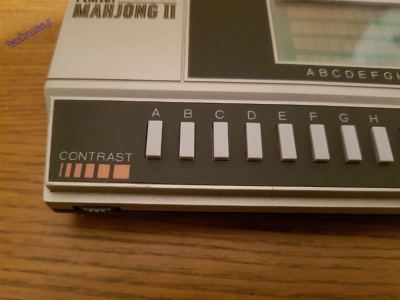 MAHJONG II
ABCDEFGH
A B C D E F G H
CONTRAST